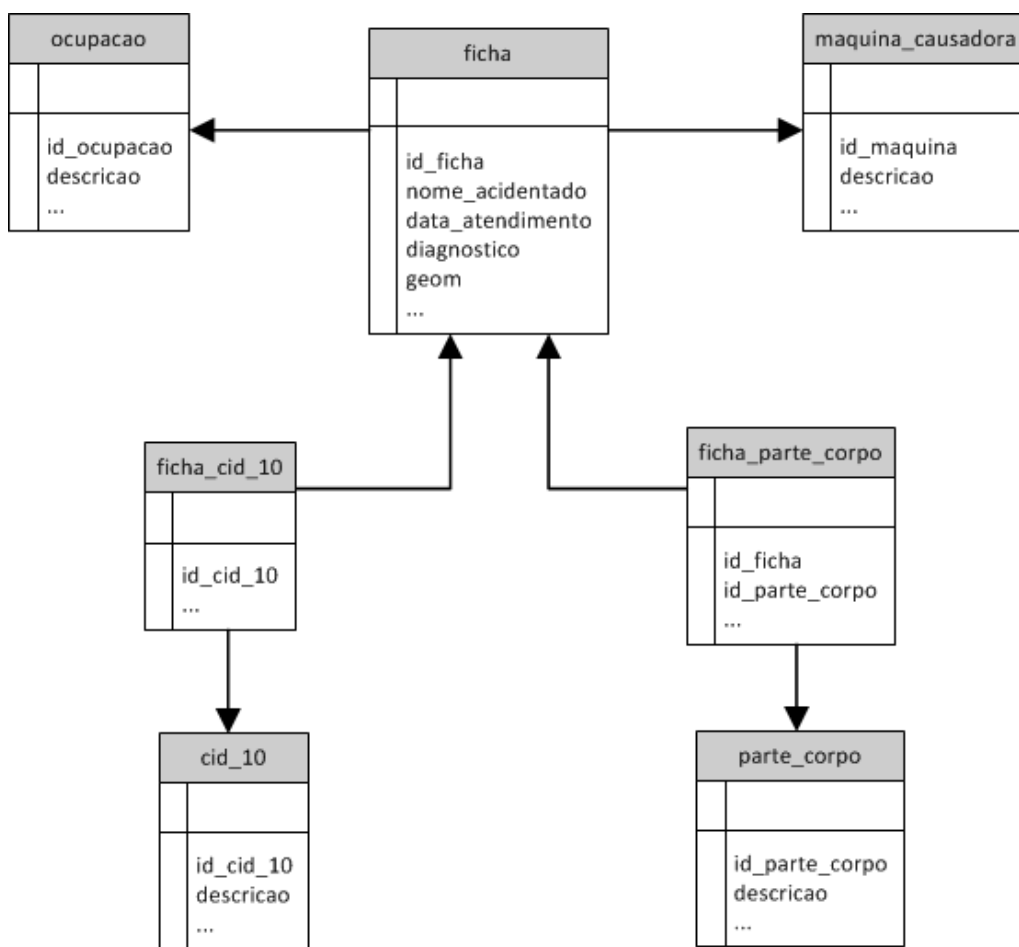 ocupacao
id_ocupacao
descricao
...
ficha
id_ficha
nome_acidentado
data_atendimento
diagnostico
geom
...
maquina_causadora
id_maquina
descricao
...
ficha_cid_10
id_cid_10
...
ficha_parte_corpo
id_ficha
id_parte_corpo
...
cid_10
id_cid_10
descricao
...
parte_corpo
id_parte_corpo
descricao
...